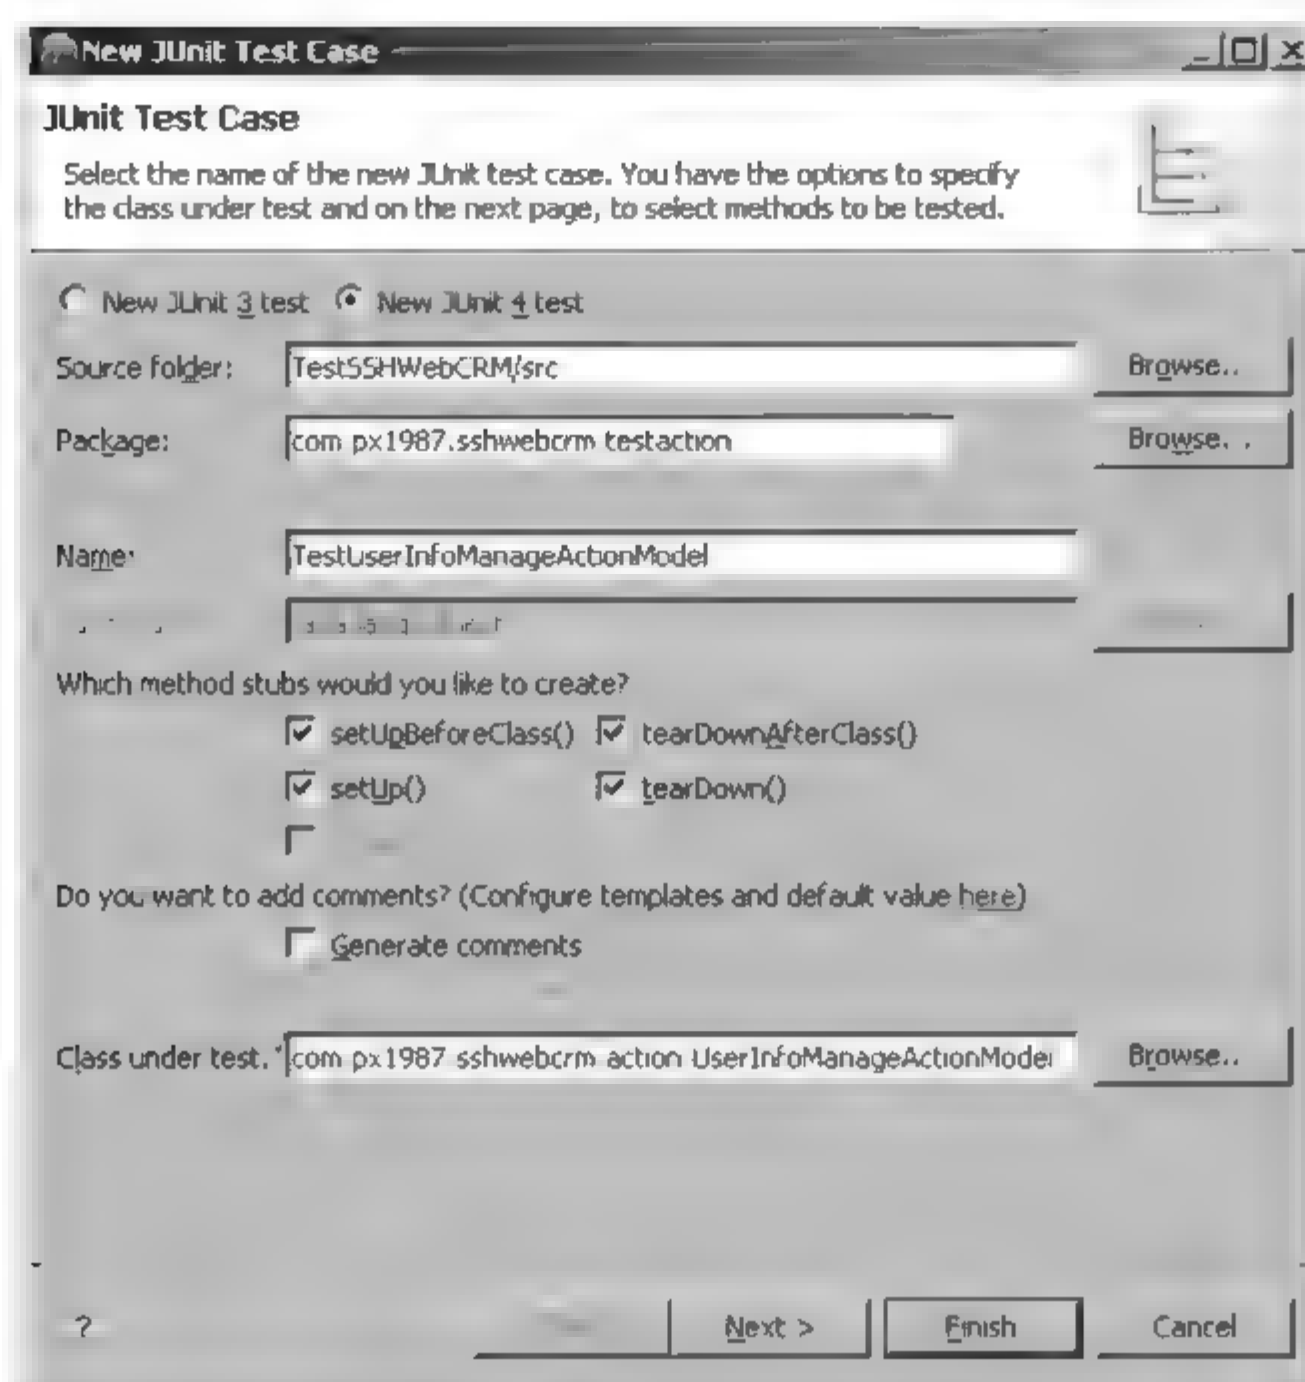 New JUnit Test Case
JUnit Test Case
Select the name of the new JUnit test case. You have the options to specify
the class under test and on the next page, to select methods to be tested.
New JUnit 3 test New JUnit 4 test
Source folder: TestSSHWebCRM/src Browse..
Package: com px1987.sshwebcrm testaction Browse. .
Name: TestUserInfoManageActionModel
Which method stubs would you like to create?
setUpBeforeClass() tearDownAfterClass()
setUp() tearDown()
Do you want to add comments? (Configure templates and default value here)
Generate comments
Class under test. com px1987 sshwebcrm action UserInfoManageActionModel Browse..
? Next > Finish Cancel